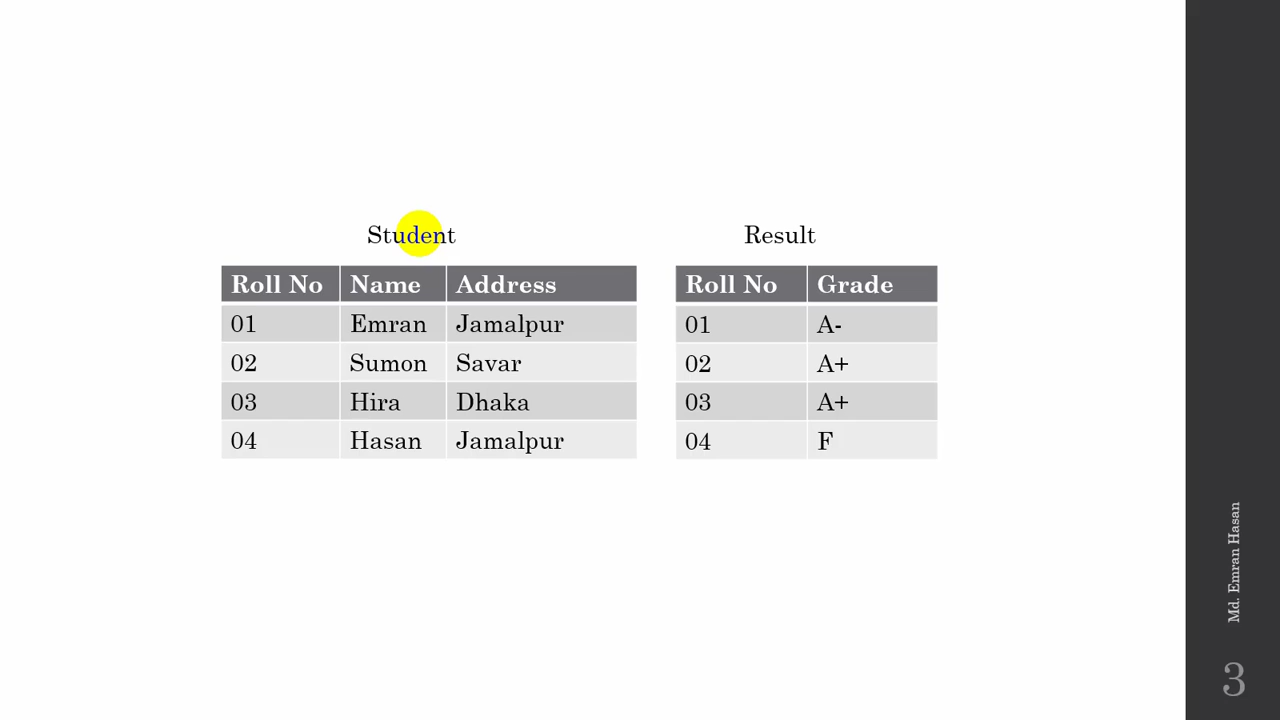 Student
Roll No Name Address
01 Emran Jamalpur
02 Sumon Savar
03 Hira Dhaka
04 Hasan Jamalpur
Result
Roll No Grade
01 A-
02 A+
03 A+
04 F
Md. Emran Hasan
3